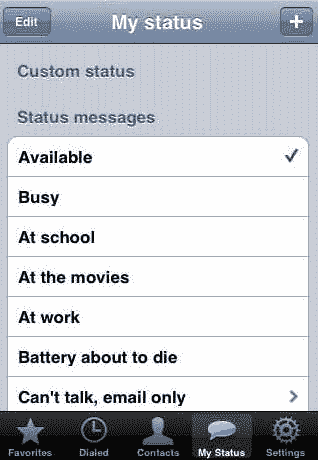 Edit My status +
Custom status
Status messages
Available
Busy
At school
At the movies
At work
Battery about to die
Can't talk, email only
Favorites Dialed Contacts My Status Settings